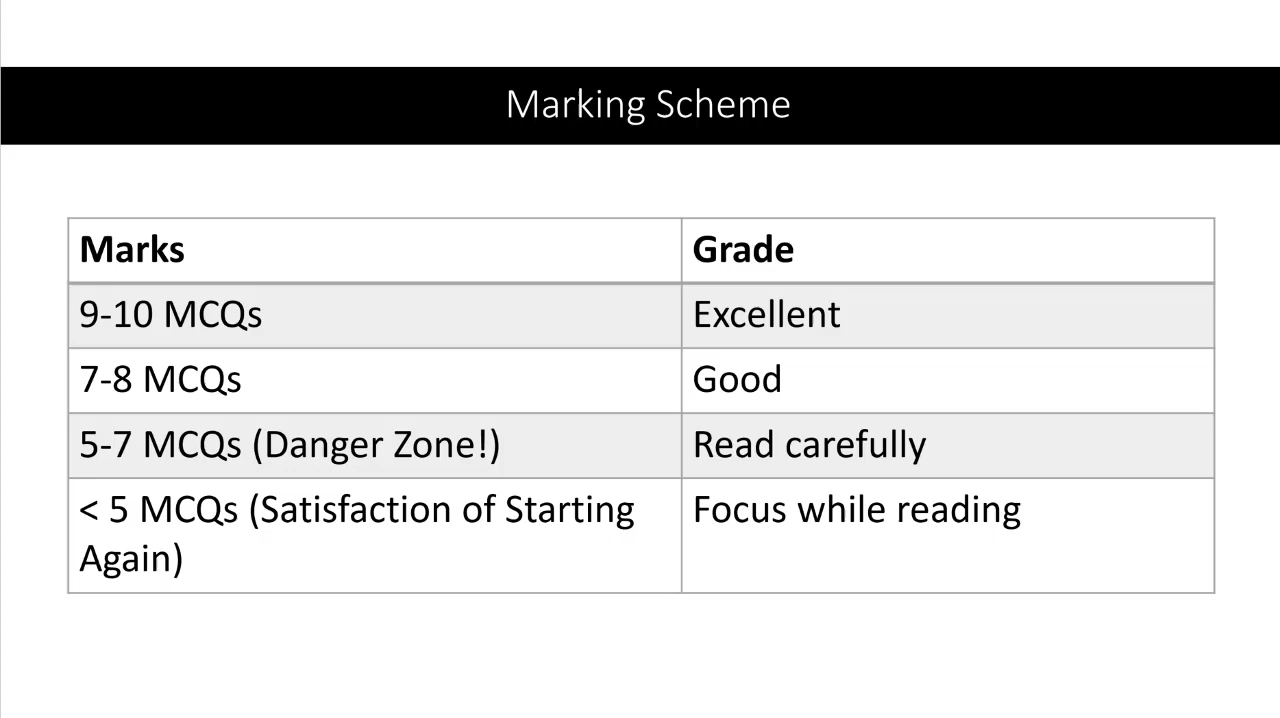 Marking Scheme
Marks Grade
9-10 MCQs Excellent
7-8 MCQs Good
5-7 MCQs (Danger Zone!) Read carefully
< 5 MCQs (Satisfaction of Starting Focus while reading
Again)